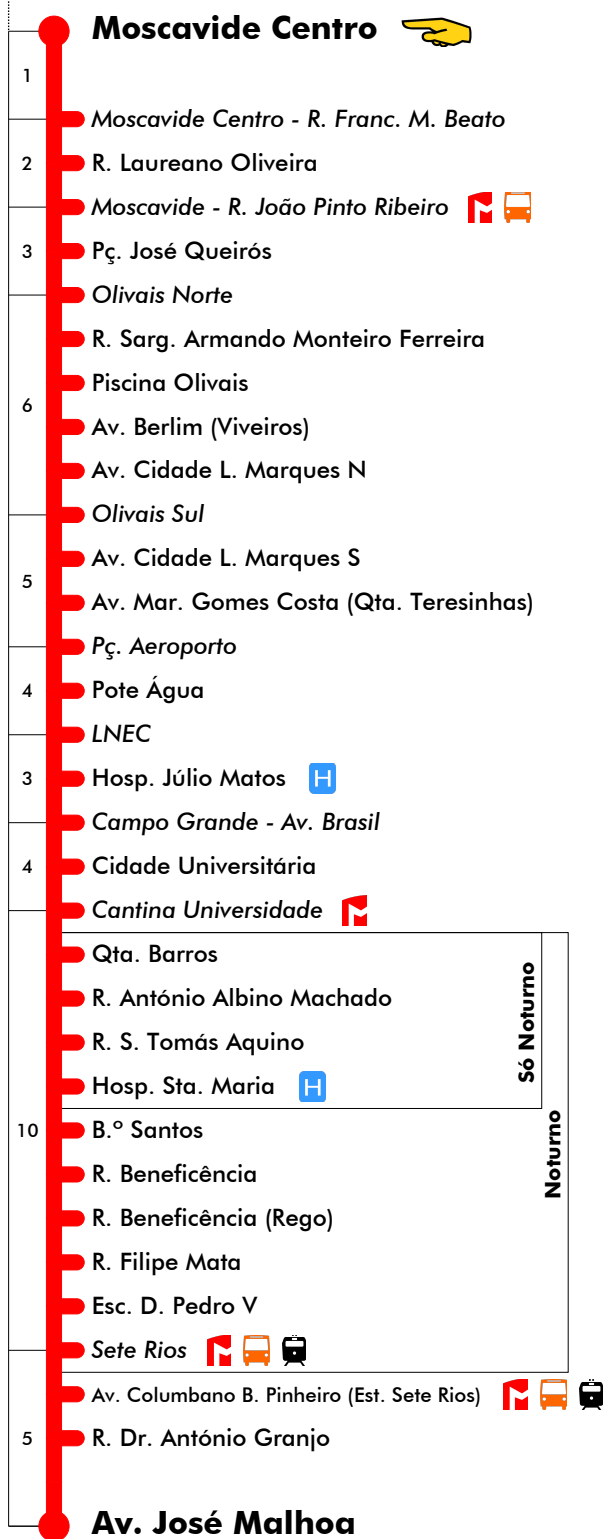 Moscavide Centro
1
Moscavide Centro - R. Franc. M. Beato
2
R. Laureano Oliveira
Moscavide - R. João Pinto Ribeiro
3
Pç. José Queirós
Olivais Norte
R. Sarg. Armando Monteiro Ferreira
Piscina Olivais
6
Av. Berlim (Viveiros)
Av. Cidade L. Marques N
Olivais Sul
Av. Cidade L. Marques S
5
Av. Mar. Gomes Costa (Qta. Teresinhas)
Pç. Aeroporto
4
Pote Água
LNEC
3
Hosp. Júlio Matos H
Campo Grande - Av. Brasil
4
Cidade Universitária
Cantina Universidade
Qta. Barros
R. António Albino Machado
R. S. Tomás Aquino
Só Noturno
Hosp. Sta. Maria H
10
B.º Santos
Noturno
R. Beneficência
R. Beneficência (Rego)
R. Filipe Mata
Esc. D. Pedro V
Sete Rios
Av. Columbano B. Pinheiro (Est. Sete Rios)
5
R. Dr. António Granjo
Av. José Malhoa